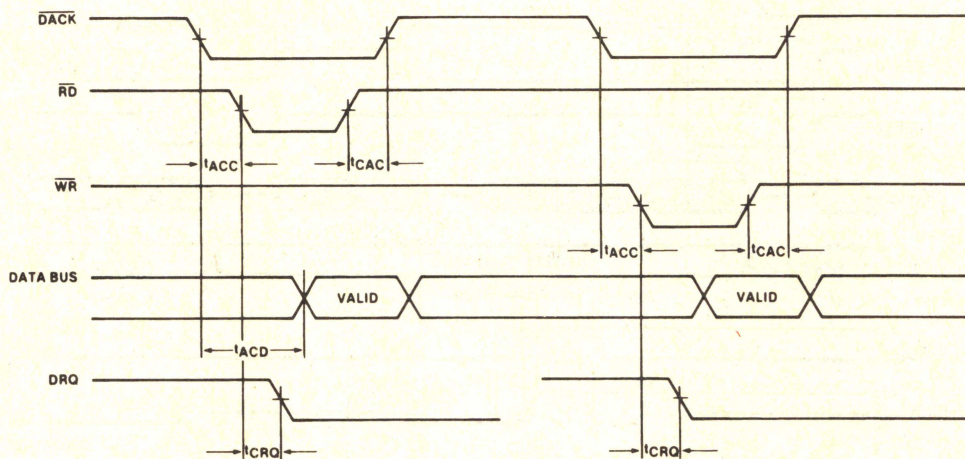 DACK
RD
tACC tCAC
WR
tACC tCAC
DATA BUS VALID VALID
tACD
DRQ
tCRQ tCRQ